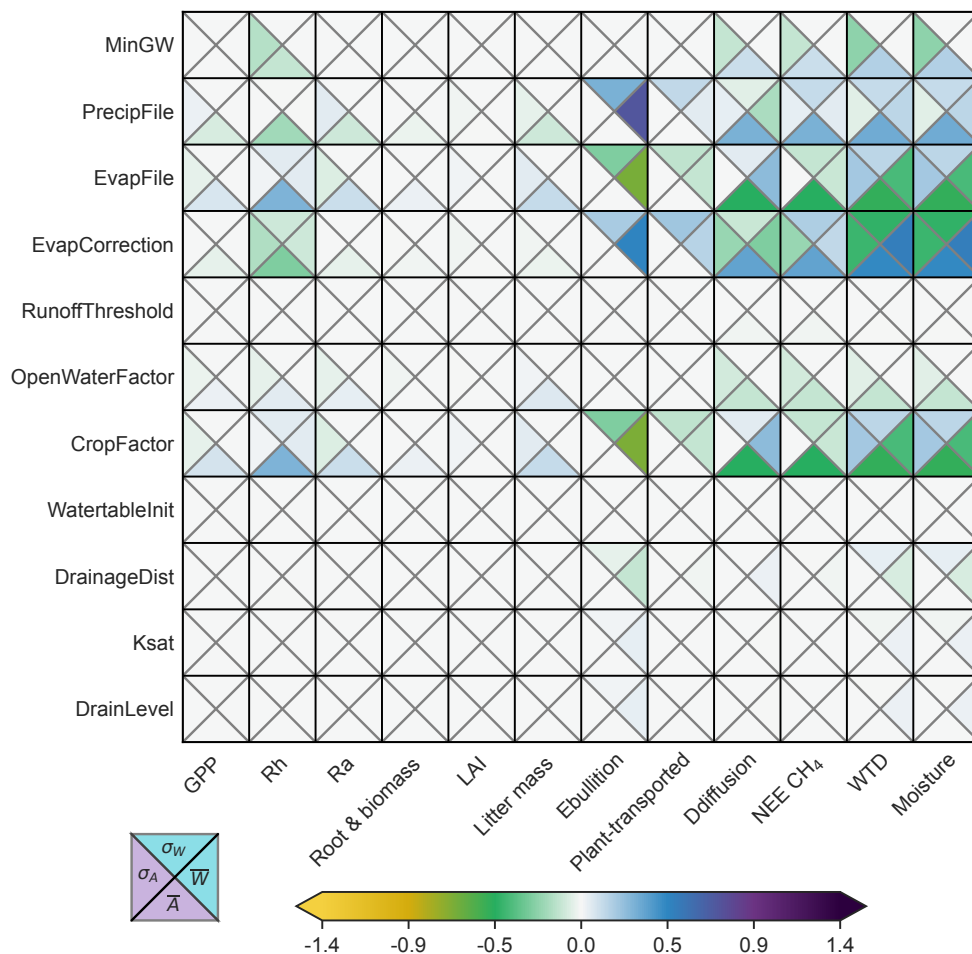 MinGW
PrecipFile
EvapFile
EvapCorrection
RunoffThreshold
OpenWaterFactor
CropFactor
WatertableInit
DrainageDist
Ksat
DrainLevel
GPP
Rh
Ra
Root & biomass
LAI
Litter mass
Ebullition
Plant-transported
Ddiffusion
NEE CH₄
WTD
Moisture
σ_W
σ_A
W̅
A̅
-1.4 -0.9 -0.5 0.0 0.5 0.9 1.4